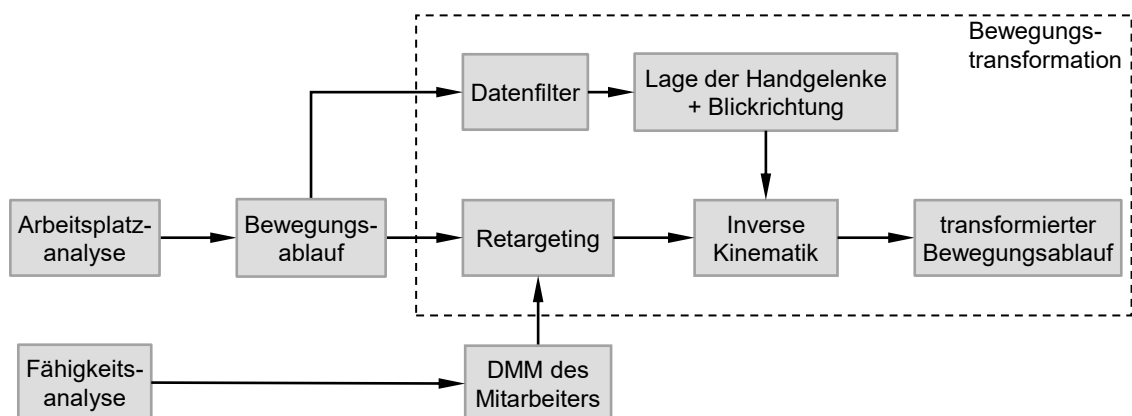 Bewegungs-
transformation
Datenfilter
Lage der Handgelenke
+ Blickrichtung
Arbeitsplatz-
analyse
Bewegungs-
ablauf
Retargeting
Inverse
Kinematik
transformierter
Bewegungsablauf
Fähigkeits-
analyse
DMM des
Mitarbeiters